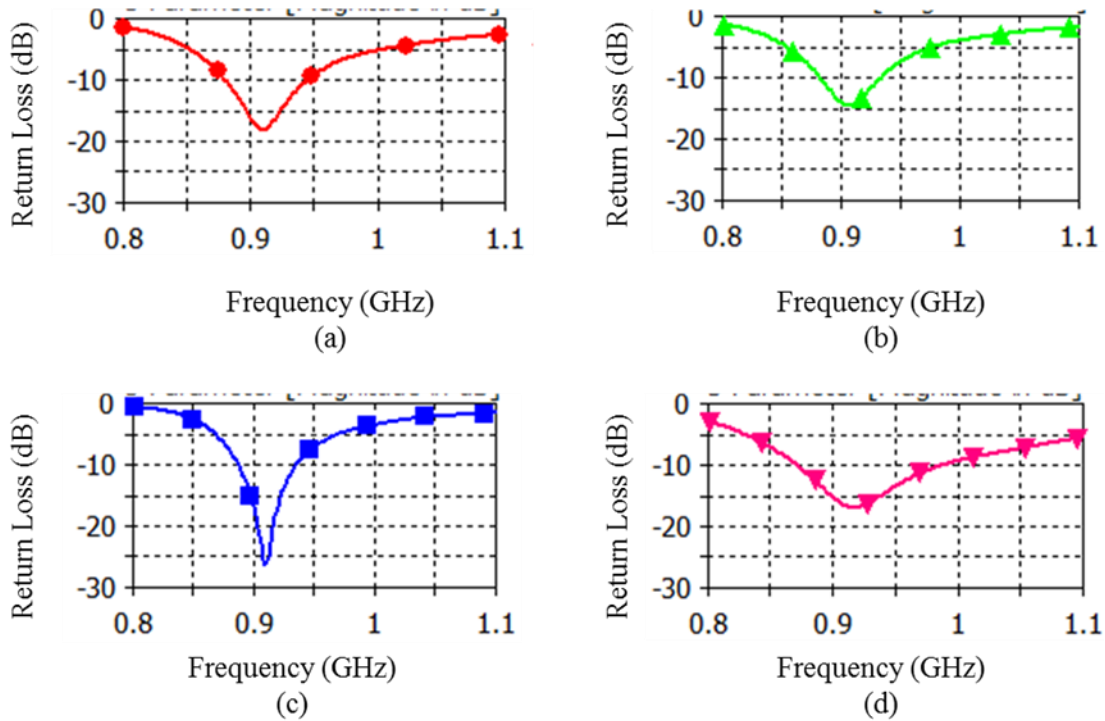 Return Loss (dB)
0
-10
-20
-30
0.8 0.9 1 1.1
Frequency (GHz)
(a)
Return Loss (dB)
0
-10
-20
-30
0.8 0.9 1 1.1
Frequency (GHz)
(b)
Return Loss (dB)
0
-10
-20
-30
0.8 0.9 1 1.1
Frequency (GHz)
(c)
Return Loss (dB)
0
-10
-20
-30
0.8 0.9 1 1.1
Frequency (GHz)
(d)